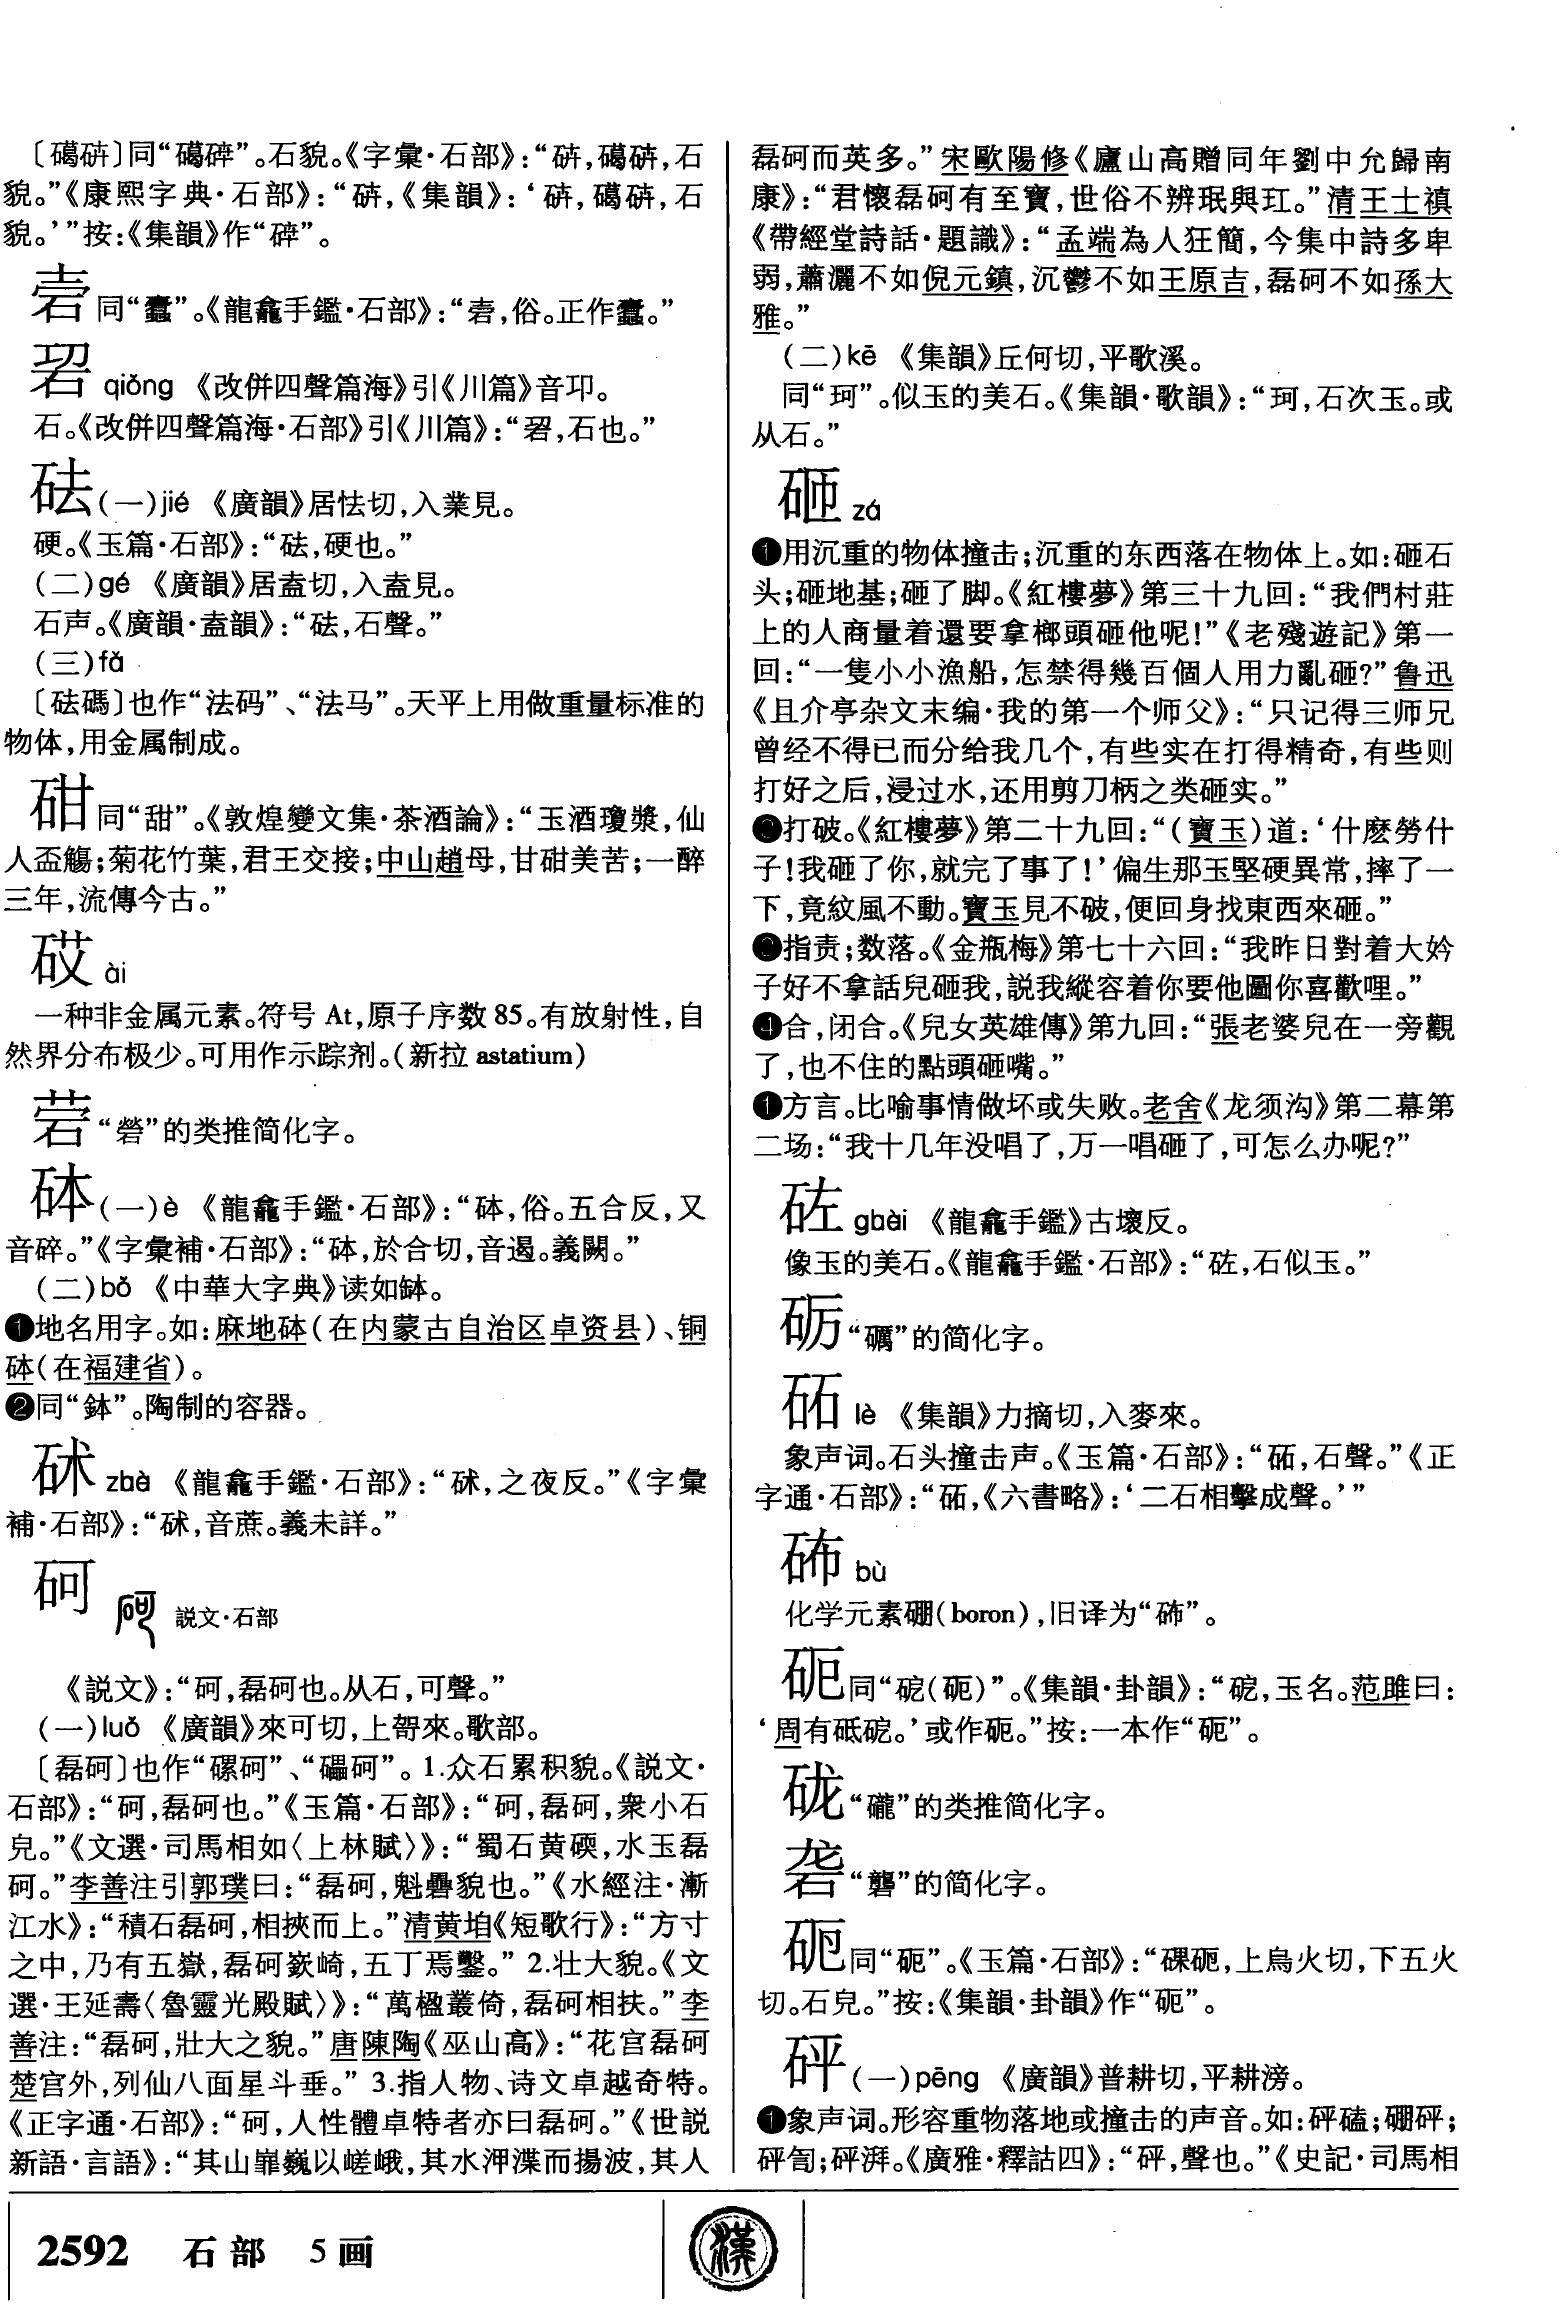 〔礍硑〕同“礍碎”。石貌。《字彙·石部》：“硑，礍硑，石
貌。”《康熙字典·石部》：“硑，《集韻》：‘硑，礍硑，石
貌。’”按：《集韻》作“碎”。
同“蠹”。《龍龕手鑑·石部》：“，俗。正作蠹。”
qiǒng 《改併四聲篇海》引《川篇》音卭。
石。《改併四聲篇海·石部》引《川篇》：“，石也。”
砝(一)jié 《廣韻》居怯切，入業見。
硬。《玉篇·石部》：“砝，硬也。”
(二)gé 《廣韻》居盍切，入盍見。
石声。《廣韻·盍韻》：“砝，石聲。”
(三)fǎ
〔砝碼〕也作“法码”、“法马”。天平上用做重量标准的
物体，用金属制成。
䂫同“甜”。《敦煌變文集·茶酒論》：“玉酒瓊漿，仙
人盃觴；菊花竹葉，君王交接；中山趙母，甘䂫美苦；一醉
三年，流傳今古。”
砹 ài
一种非金属元素。符号 At，原子序数 85。有放射性，自
然界分布极少。可用作示踪剂。(新拉 astatium)
“礐”的类推简化字。
砵(一)è 《龍龕手鑑·石部》：“砵，俗。五合反，又
音碎。”《字彙補·石部》：“砵，於合切，音遏。義闕。”
(二)bō 《中華大字典》读如缽。
❶地名用字。如：麻地砵(在内蒙古自治区卓资县)、铜
砵(在福建省)。
❷同“鉢”。陶制的容器。
zhè 《龍龕手鑑·石部》：“，之夜反。”《字彙
補·石部》：“，音蔗。義未詳。”
砢 説文·石部
《説文》：“砢，磊砢也。从石，可聲。”
(一)luǒ 《廣韻》來可切，上哿來。歌部。
〔磊砢〕也作“磥砢”、“礧砢”。1.众石累积貌。《説文·
石部》：“砢，磊砢也。”《玉篇·石部》：“砢，磊砢，衆小石
皃。”《文選·司馬相如〈上林賦〉》：“蜀石黄碝，水玉磊
砢。”李善注引郭璞曰：“磊砢，魁礨貌也。”《水經注·漸
江水》：“積石磊砢，相挾而上。”清黄垍《短歌行》：“方寸
之中，乃有五嶽，磊砢嶔崎，五丁焉鑿。” 2.壮大貌。《文
選·王延壽〈魯靈光殿賦〉》：“萬楹叢倚，磊砢相扶。”李
善注：“磊砢，壯大之貌。”唐陳陶《巫山高》：“花宫磊砢
楚宫外，列仙八面星斗垂。” 3.指人物、诗文卓越奇特。
《正字通·石部》：“砢，人性體卓特者亦曰磊砢。”《世説
新語·言語》：“其山嶵巍以嵯峨，其水㳌渫而揚波，其人
磊砢而英多。”宋歐陽修《廬山高贈同年劉中允歸南
康》：“君懷磊砢有至寶，世俗不辨珉與玒。”清王士禛
《帶經堂詩話·題識》：“孟端為人狂簡，今集中詩多卑
弱，蕭灑不如倪元鎮，沉鬱不如王原吉，磊砢不如孫大
雅。”
(二)kē 《集韻》丘何切，平歌溪。
同“珂”。似玉的美石。《集韻·歌韻》：“珂，石次玉。或
从石。”
砸 zá
❶用沉重的物体撞击；沉重的东西落在物体上。如：砸石
头；砸地基；砸了脚。《紅樓夢》第三十九回：“我們村莊
上的人商量着還要拿榔頭砸他呢！”《老殘遊記》第一
回：“一隻小小漁船，怎禁得幾百個人用力亂砸？”鲁迅
《且介亭杂文末编·我的第一个师父》：“只记得三师兄
曾经不得已而分给我几个，有些实在打得精奇，有些则
打好之后，浸过水，还用剪刀柄之类砸实。”
❷打破。《紅樓夢》第二十九回：“(寶玉)道：‘什麽勞什
子！我砸了你，就完了事了！’偏生那玉堅硬異常，摔了一
下，竟紋風不動。寶玉見不破，便回身找東西來砸。”
❸指责；数落。《金瓶梅》第七十六回：“我昨日對着大妗
子好不拿話兒砸我，説我縱容着你要他圖你喜歡哩。”
❹合，闭合。《兒女英雄傳》第九回：“張老婆兒在一旁觀
了，也不住的點頭砸嘴。”
❶方言。比喻事情做坏或失败。老舍《龙须沟》第二幕第
二场：“我十几年没唱了，万一唱砸了，可怎么办呢？”
gbài 《龍龕手鑑》古壞反。
像玉的美石。《龍龕手鑑·石部》：“，石似玉。”
砺“礪”的简化字。
砳 lè 《集韻》力摘切，入麥來。
象声词。石头撞击声。《玉篇·石部》：“砳，石聲。”《正
字通·石部》：“砳，《六書略》：‘二石相擊成聲。’”
bù
化学元素硼(boron)，旧译为“”。
同“(砈)”。《集韻·卦韻》：“，玉名。范雎曰：
‘周有砥。’或作砈。”按：一本作“砈”。
“礲”的类推简化字。
砻“礱”的简化字。
同“砈”。《玉篇·石部》：“砈，上烏火切，下五火
切。石皃。”按：《集韻·卦韻》作“砈”。
砰(一)pēng 《廣韻》普耕切，平耕滂。
❶象声词。形容重物落地或撞击的声音。如：砰磕；硼砰；
砰訇；砰湃。《廣雅·釋詁四》：“砰，聲也。”《史記·司馬相
2592 石部 5画
漢